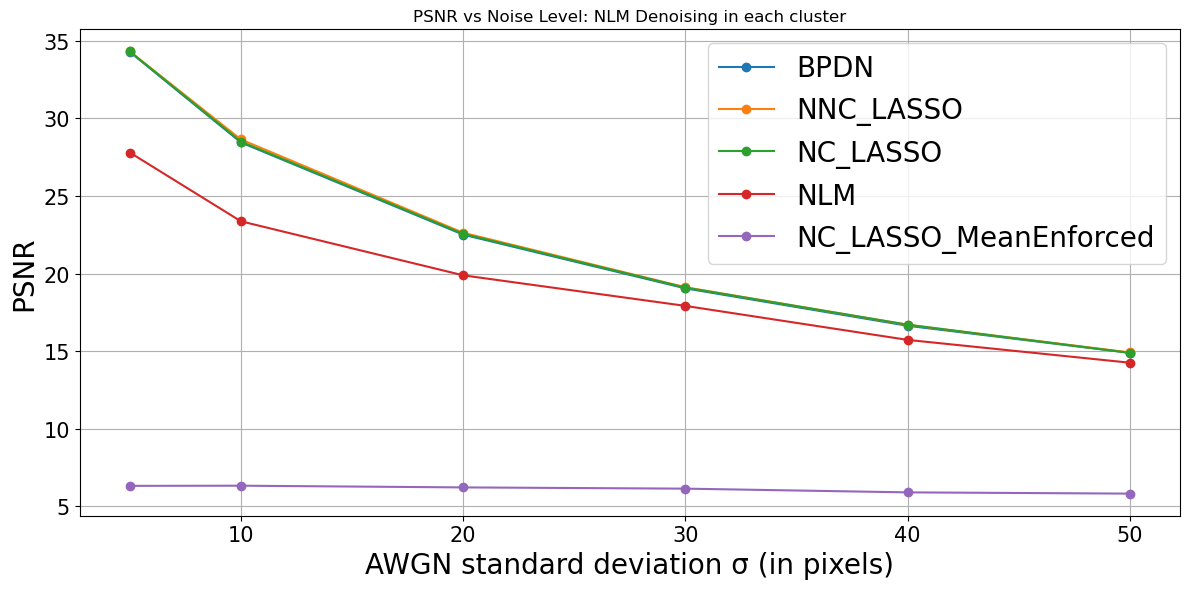 PSNR vs Noise Level: NLM Denoising in each cluster
35
30
25
20
15
10
5
PSNR
BPDN
NNC_LASSO
NC_LASSO
NLM
NC_LASSO_MeanEnforced
10 20 30 40 50
AWGN standard deviation σ (in pixels)